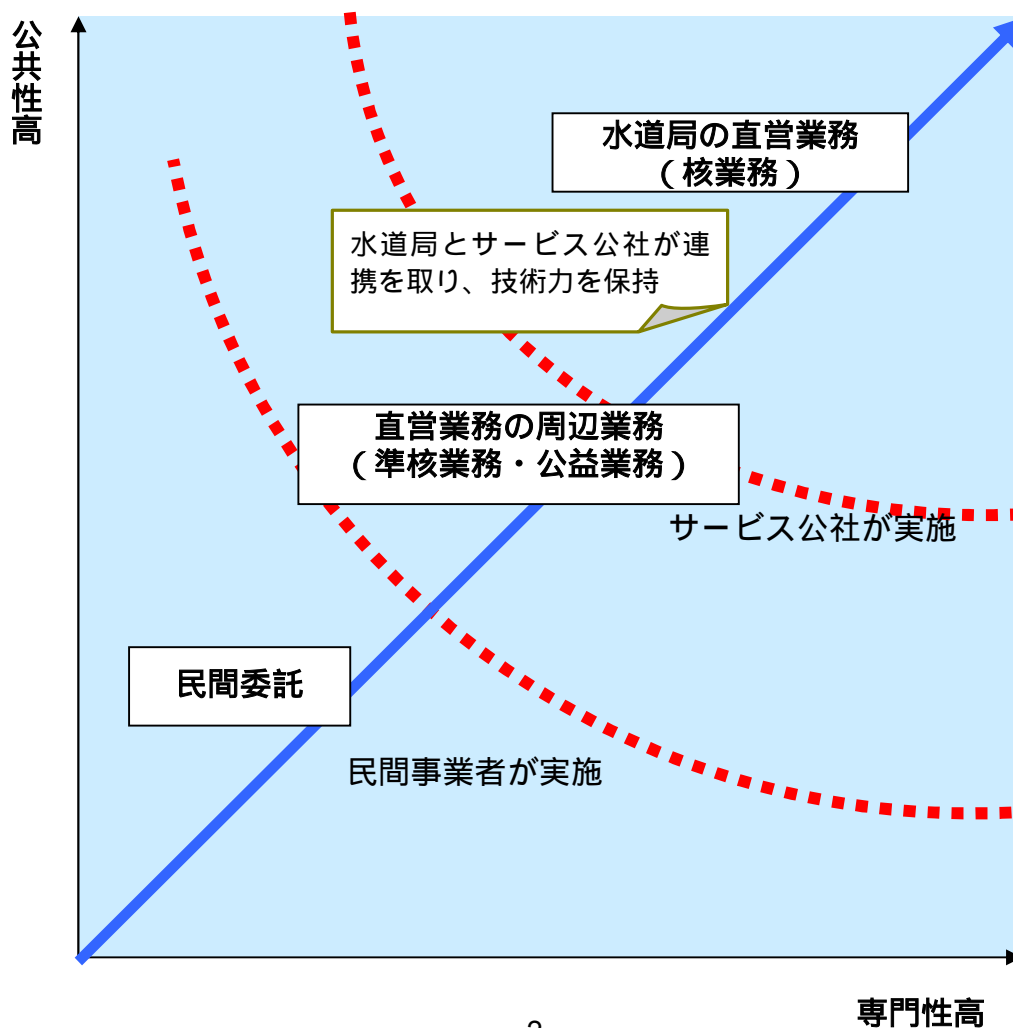 公共性高
水道局の直営業務
（核業務）
水道局とサービス公社が連
携を取り、技術力を保持
直営業務の周辺業務
（準核業務・公益業務）
サービス公社が実施
民間委託
民間事業者が実施
専門性高